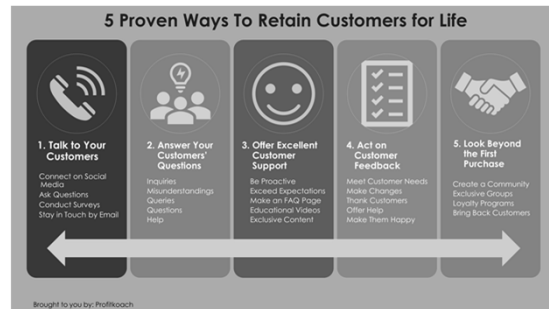 5 Proven Ways To Retain Customers for Life
1. Talk to Your
Customers
Connect on Social
Media
Ask Questions
Conduct Surveys
Stay in Touch by Email
2. Answer Your
Customers'
Questions
Inquiries
Misunderstandings
Queries
Questions
Help
3. Offer Excellent
Customer
Support
Be Proactive
Exceed Expectations
Make an FAQ Page
Educational Videos
Exclusive Content
4. Act on
Customer
Feedback
Meet Customer Needs
Make Changes
Thank Customers
Offer Help
Make Them Happy
5. Look Beyond
the First
Purchase
Create a Community
Exclusive Groups
Loyalty Programs
Bring Back Customers
Brought to you by: Profitkoach